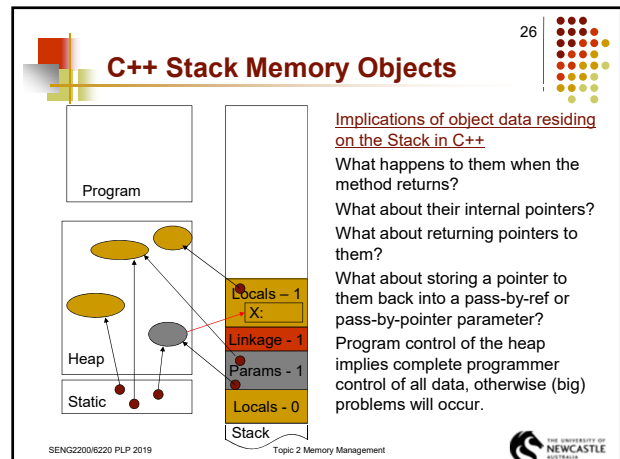 26
C++ Stack Memory Objects
Program
Heap
Static
Locals – 1
X:
Linkage - 1
Params - 1
Locals - 0
Stack
Implications of object data residing
on the Stack in C++
What happens to them when the
method returns?
What about their internal pointers?
What about returning pointers to
them?
What about storing a pointer to
them back into a pass-by-ref or
pass-by-pointer parameter?
Program control of the heap
implies complete programmer
control of all data, otherwise (big)
problems will occur.
SENG2200/6220 PLP 2019
Topic 2 Memory Management
THE UNIVERSITY OF
NEWCASTLE
AUSTRALIA